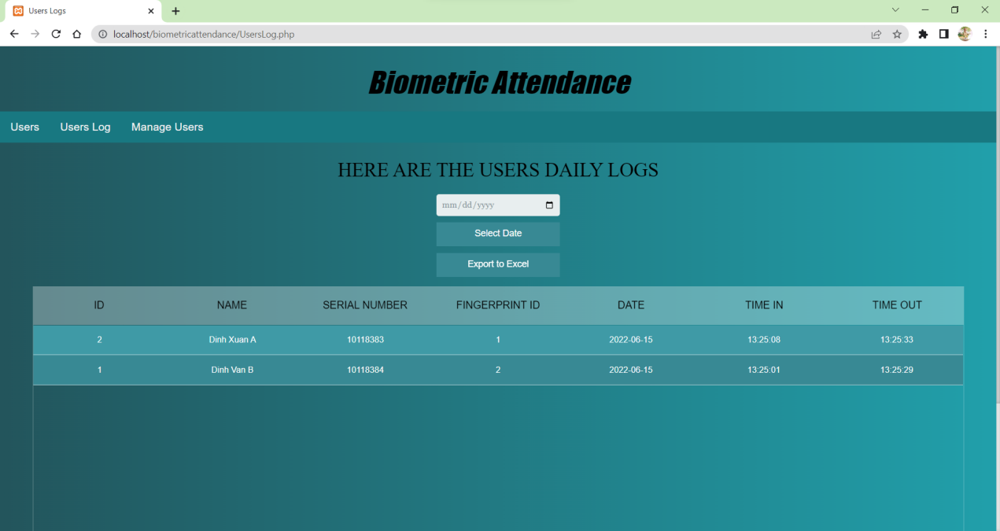 Users Logs
localhost/biometricattendance/UsersLog.php
Biometric Attendance
Users Users Log Manage Users
HERE ARE THE USERS DAILY LOGS
mm/dd/yyyy
Select Date
Export to Excel
ID NAME SERIAL NUMBER FINGERPRINT ID DATE TIME IN TIME OUT
2 Dinh Xuan A 10118383 1 2022-06-15 13:25:08 13:25:33
1 Dinh Van B 10118384 2 2022-06-15 13:25:01 13:25:29